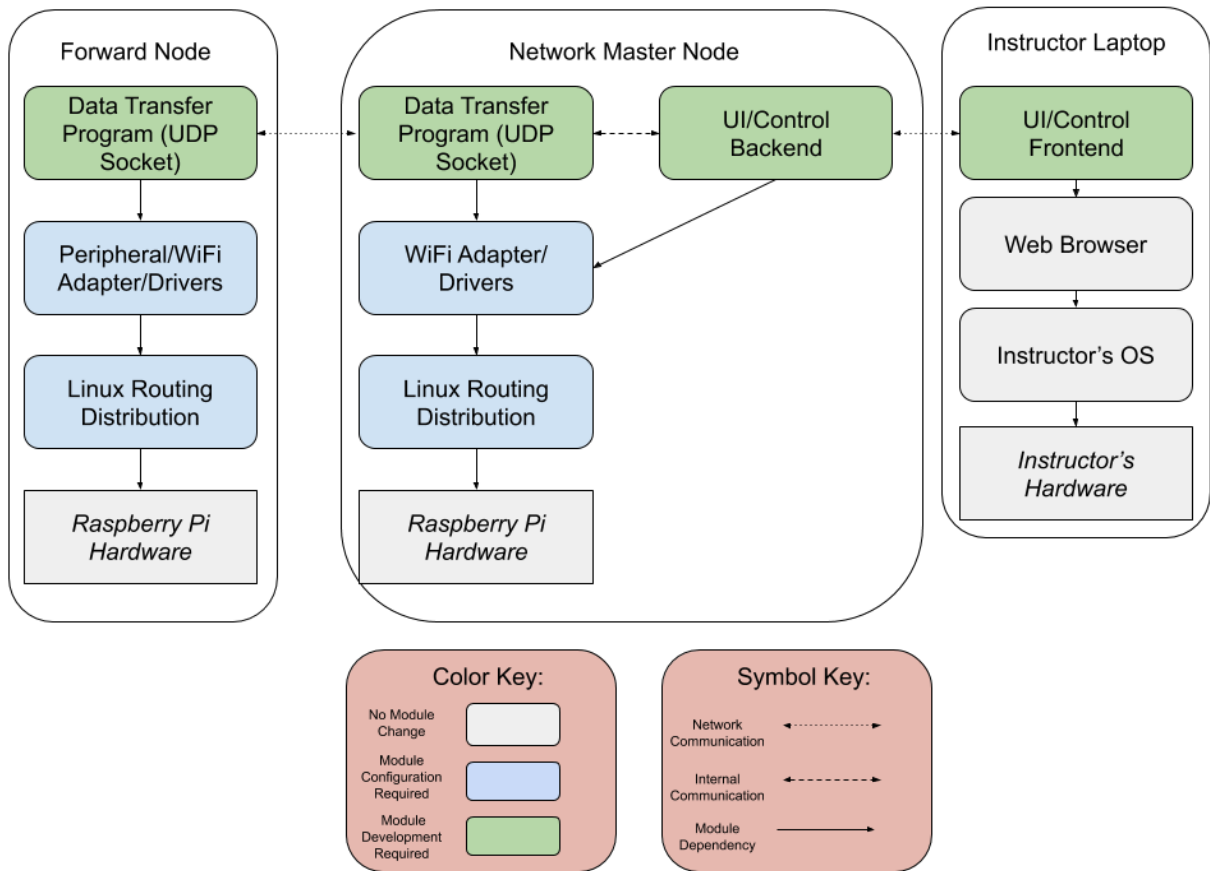 Forward Node
Data Transfer
Program (UDP
Socket)
Peripheral/WiFi
Adapter/Drivers
Linux Routing
Distribution
Raspberry Pi
Hardware
Network Master Node
Data Transfer
Program (UDP
Socket)
UI/Control
Backend
WiFi Adapter/
Drivers
Linux Routing
Distribution
Raspberry Pi
Hardware
Instructor Laptop
UI/Control
Frontend
Web Browser
Instructor’s OS
Instructor’s
Hardware
Color Key:
No Module
Change
Module
Configuration
Required
Module
Development
Required
Symbol Key:
Network
Communication
Internal
Communication
Module
Dependency